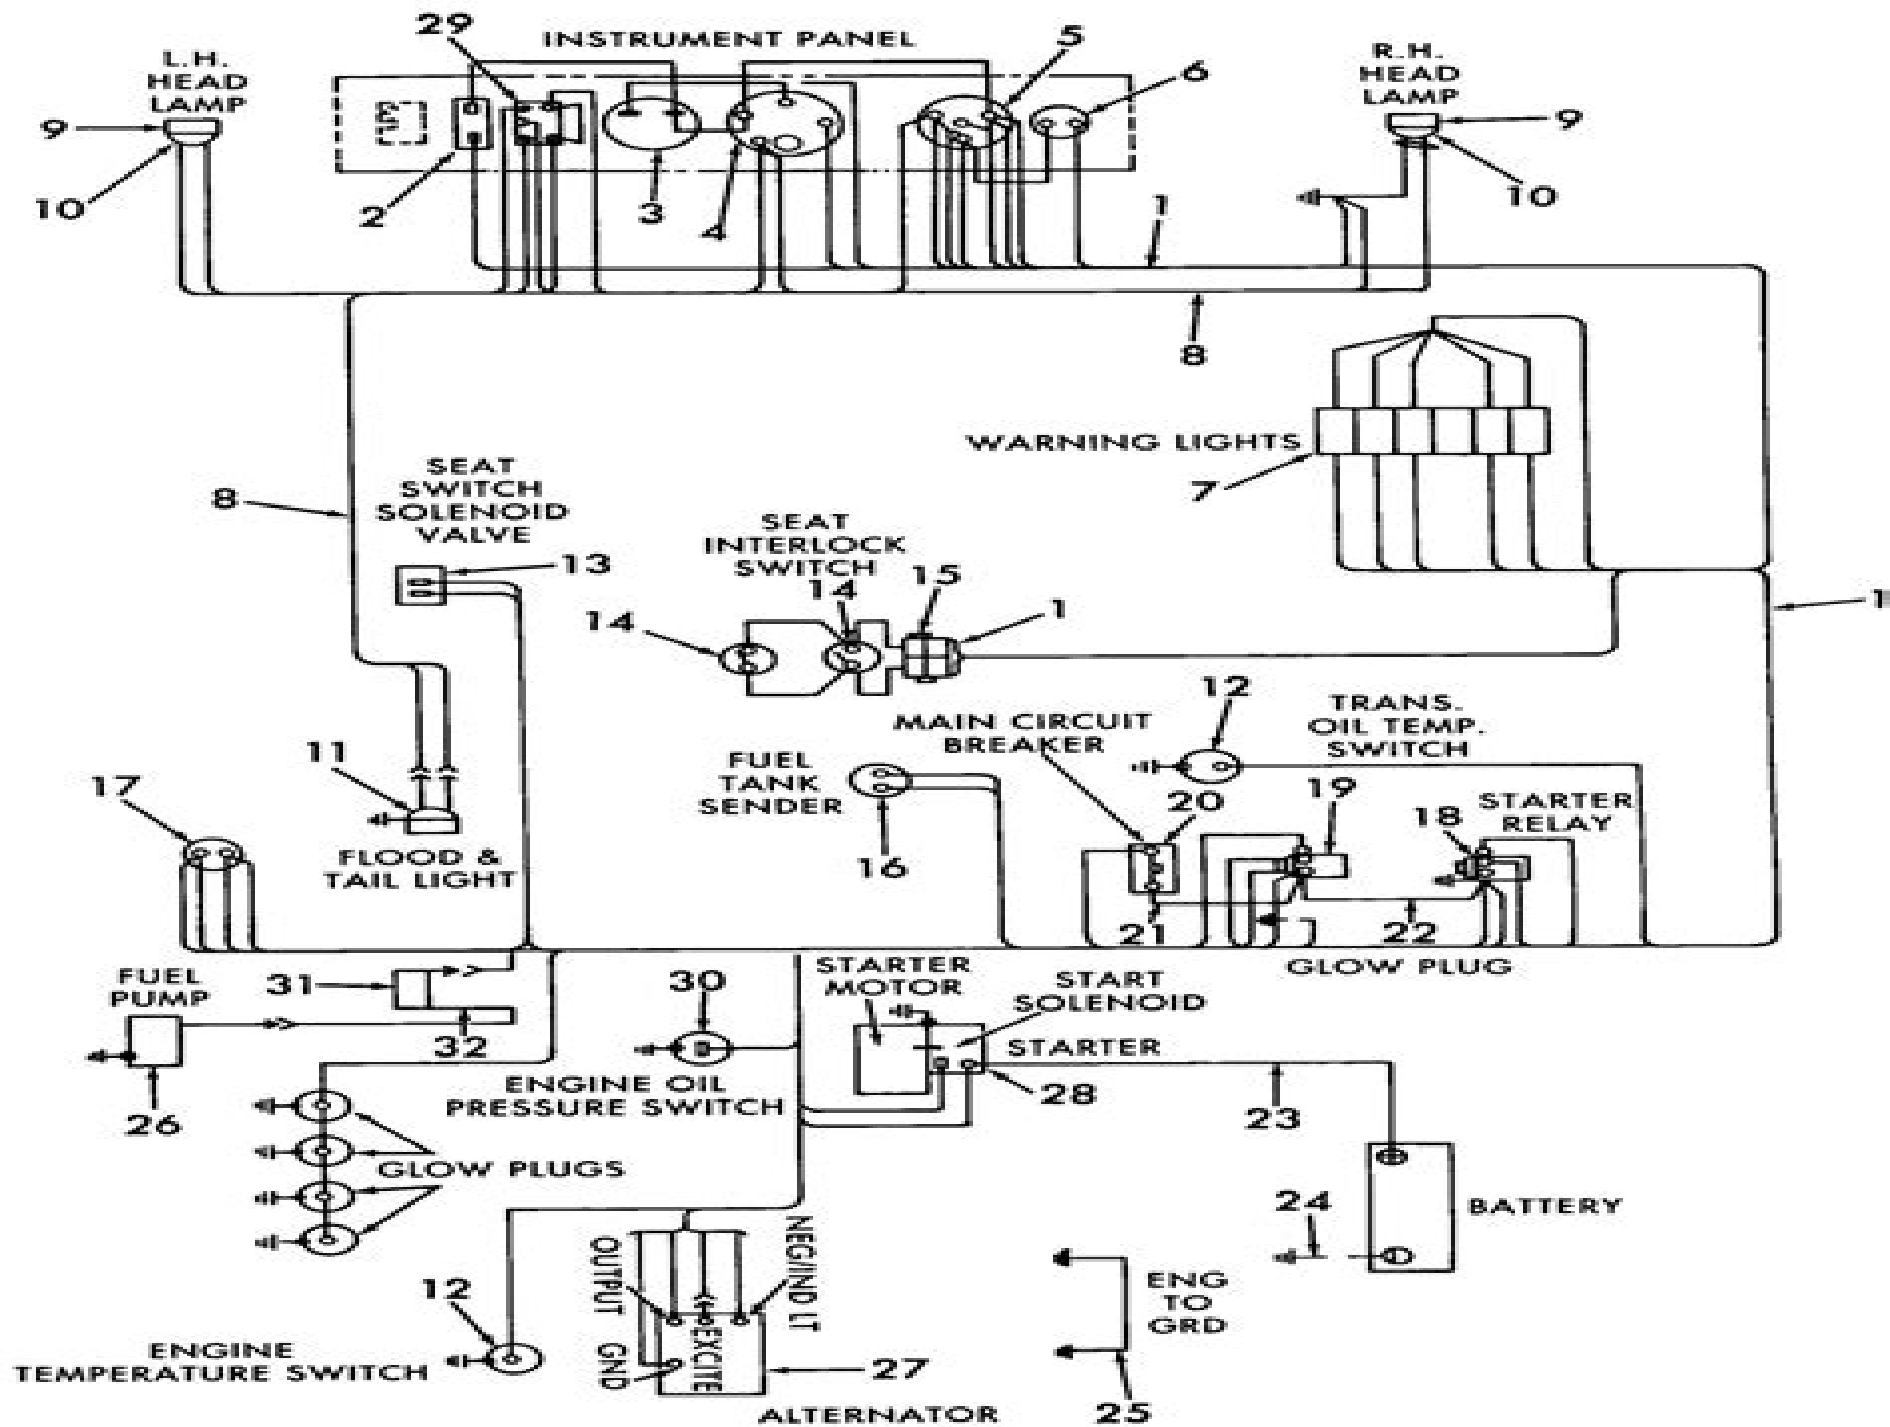 29
INSTRUMENT PANEL
5
6
L.H.
HEAD
LAMP
R.H.
HEAD
LAMP
9
10
2
3
4
1
9
10
8
WARNING LIGHTS
7
8
SEAT
SWITCH
SOLENOID
VALVE
13
SEAT
INTERLOCK
SWITCH
14
14
15
1
1
12
TRANS.
OIL TEMP.
SWITCH
MAIN CIRCUIT
BREAKER
FUEL
TANK
SENDER
16
11
17
FLOOD &
TAIL LIGHT
20
19
18
STARTER
RELAY
21
22
GLOW PLUG
FUEL
PUMP
31
32
26
30
ENGINE OIL
PRESSURE SWITCH
STARTER
MOTOR
START
SOLENOID
STARTER
28
23
GLOW PLUGS
24
BATTERY
OUTPUT
NEG/IND LT
GND
EXCITE
12
ENGINE
TEMPERATURE SWITCH
27
ALTERNATOR
ENG
TO
GRD
25